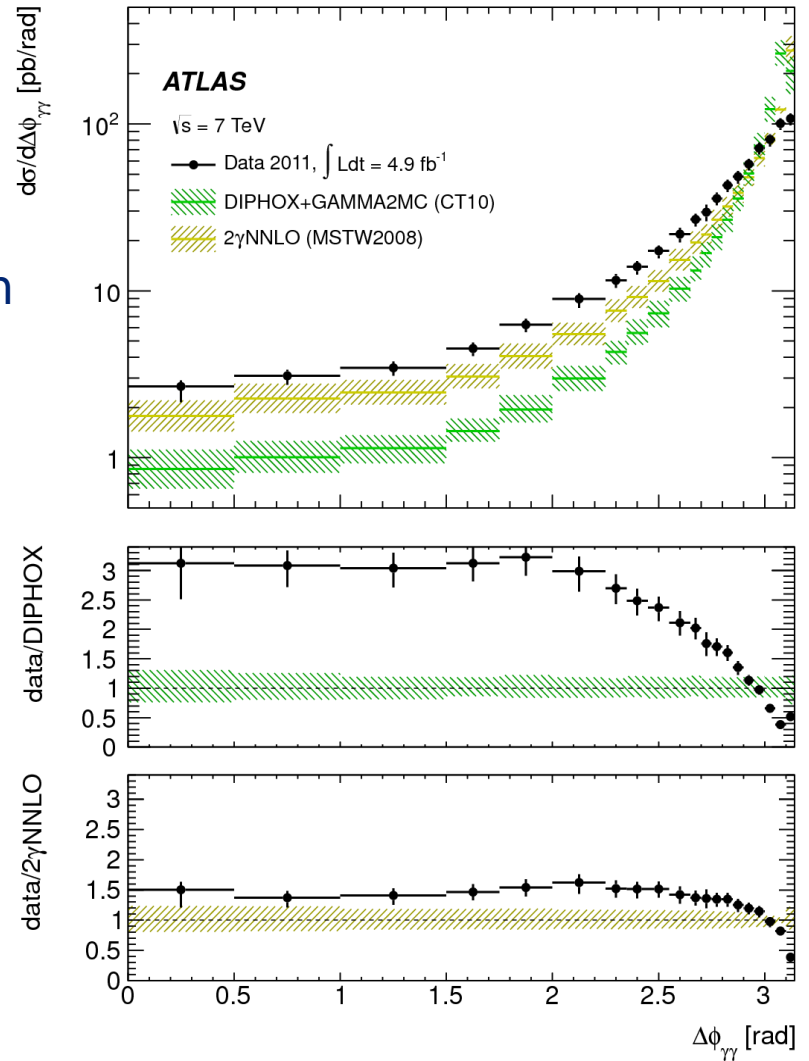 dσ/dΔϕγγ [pb/rad]
10²
10
1
ATLAS
√s = 7 TeV
Data 2011, ∫ Ldt = 4.9 fb⁻¹
DIPHOX+GAMMA2MC (CT10)
2γNNLO (MSTW2008)
n
data/DIPHOX
3
2.5
2
1.5
1
0.5
0
data/2γNNLO
3
2.5
2
1.5
1
0.5
0
0 0.5 1 1.5 2 2.5 3
Δϕγγ [rad]